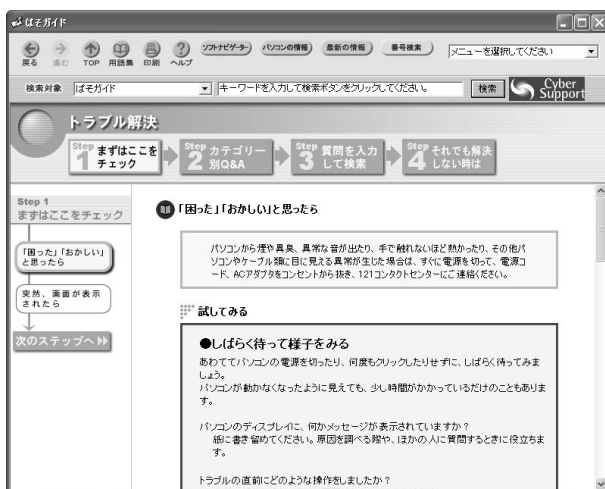 ぱそガイド
戻る 進む TOP 用語集 印刷 ヘルプ ソフトナビゲーター パソコンの情報 最新の情報 番号検索 メニューを選択してください
検索対象 ぱそガイド キーワードを入力して検索ボタンをクリックしてください。 検索 Cyber Support
トラブル解決
Step 1 まずはここをチェック Step 2 カテゴリー別Q&A Step 3 質問を入力して検索 Step 4 それでも解決しない時は
Step 1
まずはここをチェック
「困った」「おかしい」
と思ったら
突然、画面が表示
されたら
次のステップへ
「困った」「おかしい」と思ったら
パソコンから煙や異臭、異常な音が出たり、手で触れないほど熱かったり、その他パ
ソコンやケーブル類に目に見える異常が生じた場合は、すぐに電源を切って、電源コ
ード、ACアダプタをコンセントから抜き、121コンタクトセンターにご連絡ください。
試してみる
●しばらく待って様子をみる
あわててパソコンの電源を切ったり、何度もクリックしたりせずに、しばらく待ってみま
しょう。
パソコンが動かなくなったように見えても、少し時間がかかっているだけのこともありま
す。
パソコンのディスプレイに、何かメッセージが表示されていますか？
紙に書き留めてください。原因を調べる際や、ほかの人に質問するときに役立ちま
す。
トラブルの直前にどのような操作をしましたか？